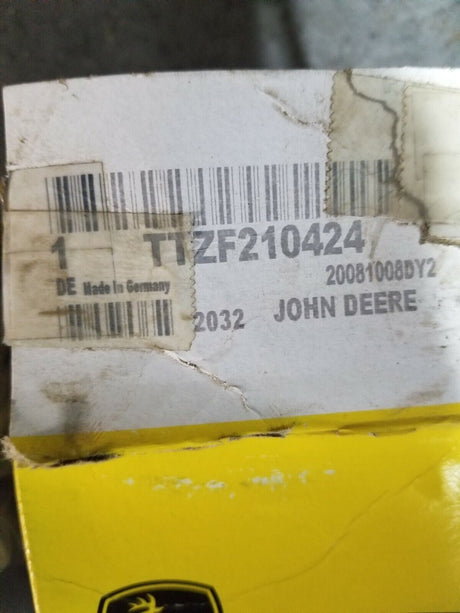 1 TTZF210424
20081008DY2
DE Made In Germany
2032 JOHN DEERE